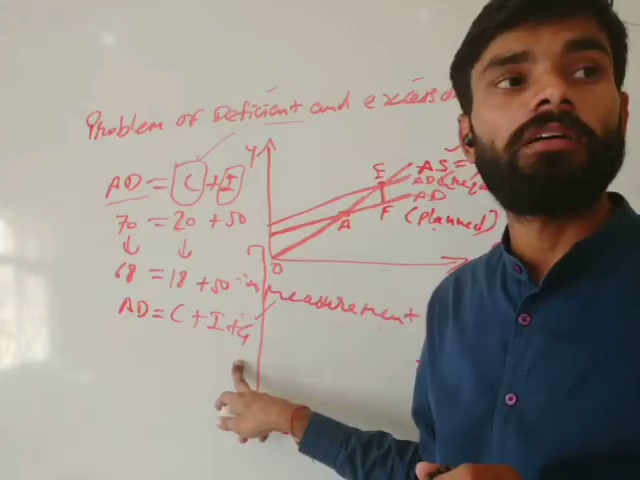 Problem of Deficient and excess
AD = C + I
70 = 20 + 50
68 = 18 + 50 in measurement
AD = C + I + G
Y
E
AS =
AD
AD
F
(planned)
A
O